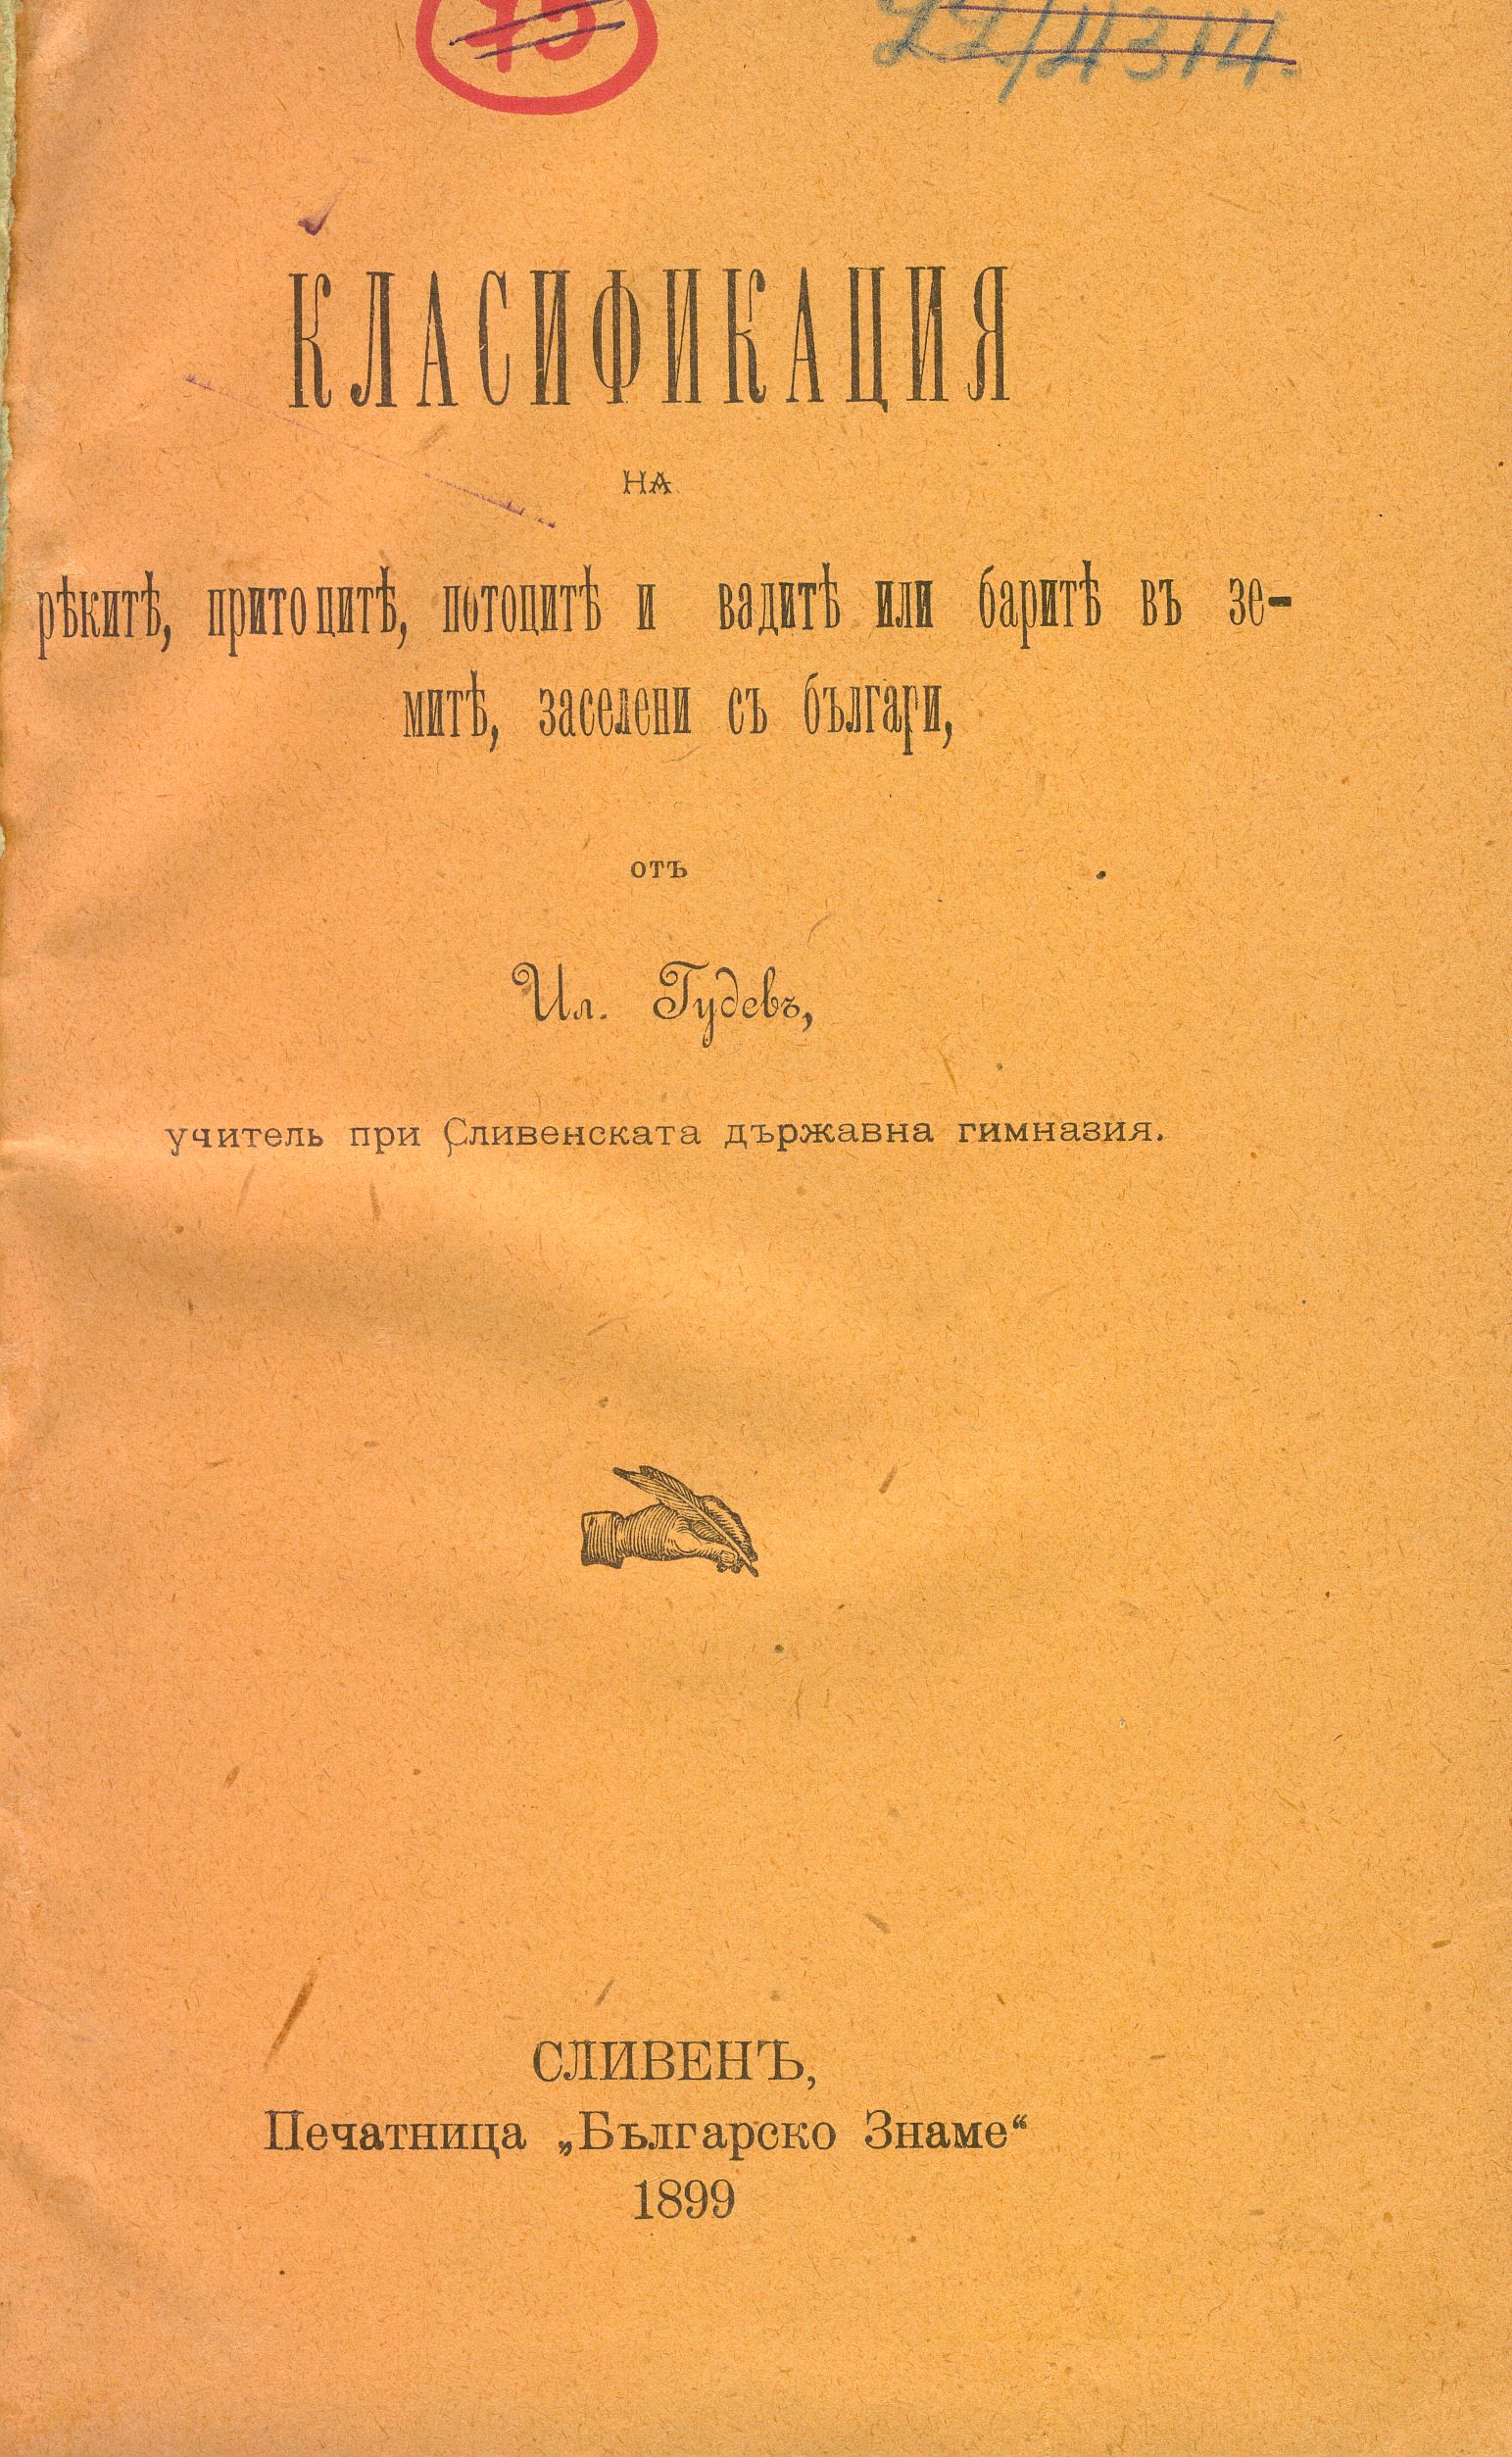 КЛАСИФИКАЦИЯ
НА
рѣкитѣ, притоцитѣ, потоцитѣ и вадитѣ или баритѣ въ зе-
митѣ, заселени съ българи,
отъ
Ил. Гудевъ,
учитель при Сливенската държавна гимназия.
СЛИВЕНЪ,
Печатница „Българско Знаме“
1899